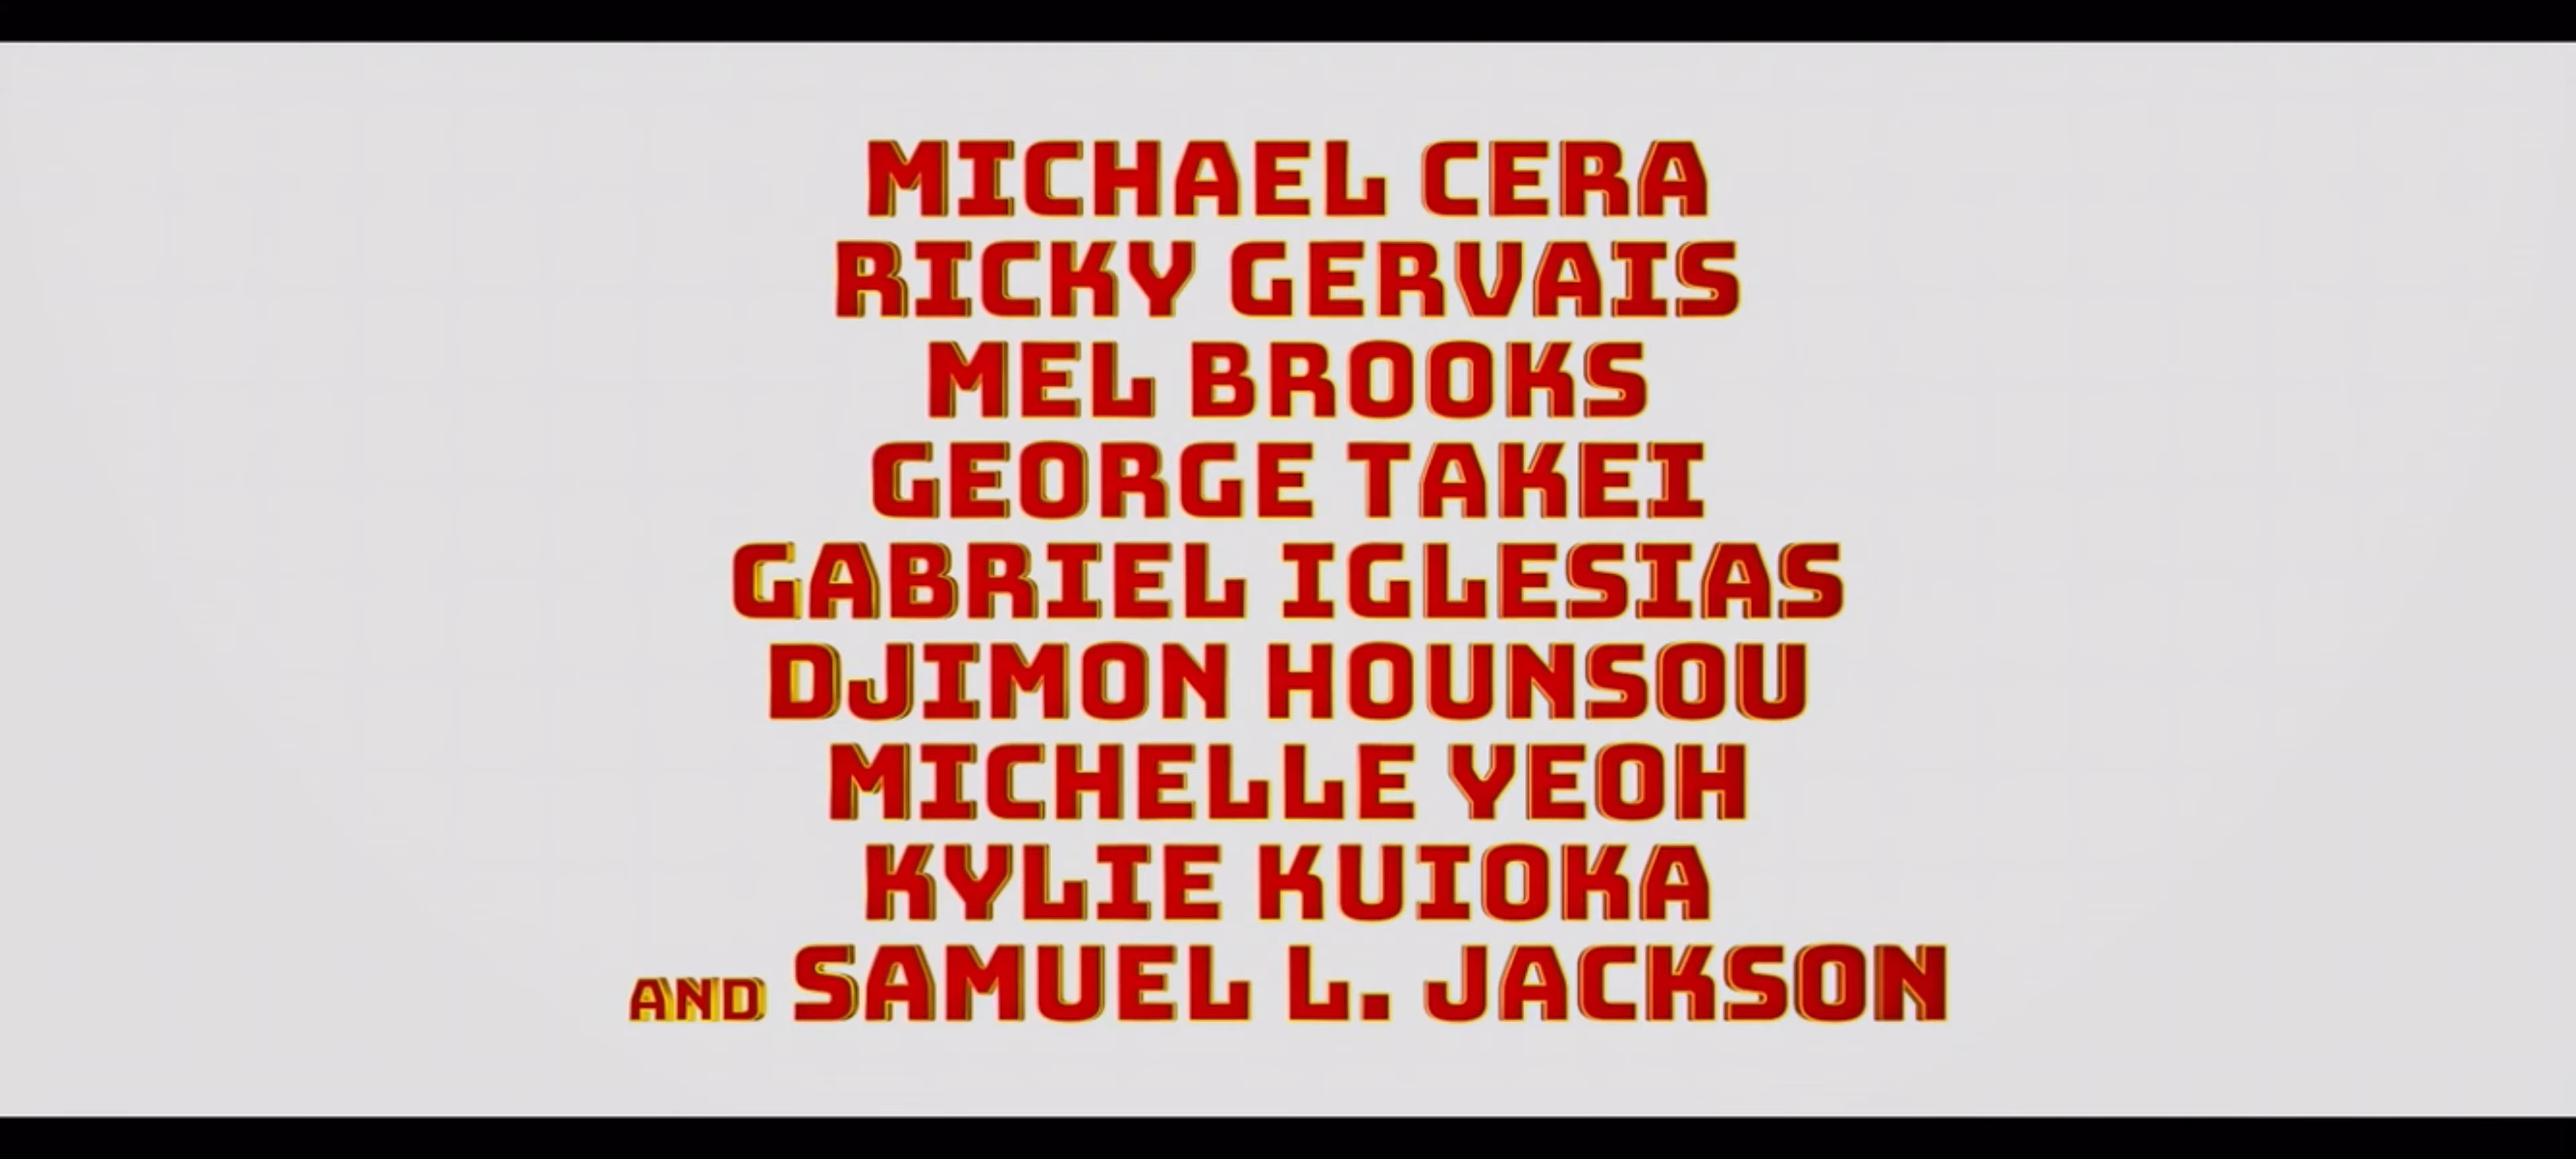 MICHAEL CERA
RICKY GERVAIS
MEL BROOKS
GEORGE TAKEI
GABRIEL IGLESIAS
DJIMON HOUNSOU
MICHELLE YEOH
KYLIE KUIOKA
AND SAMUEL L. JACKSON